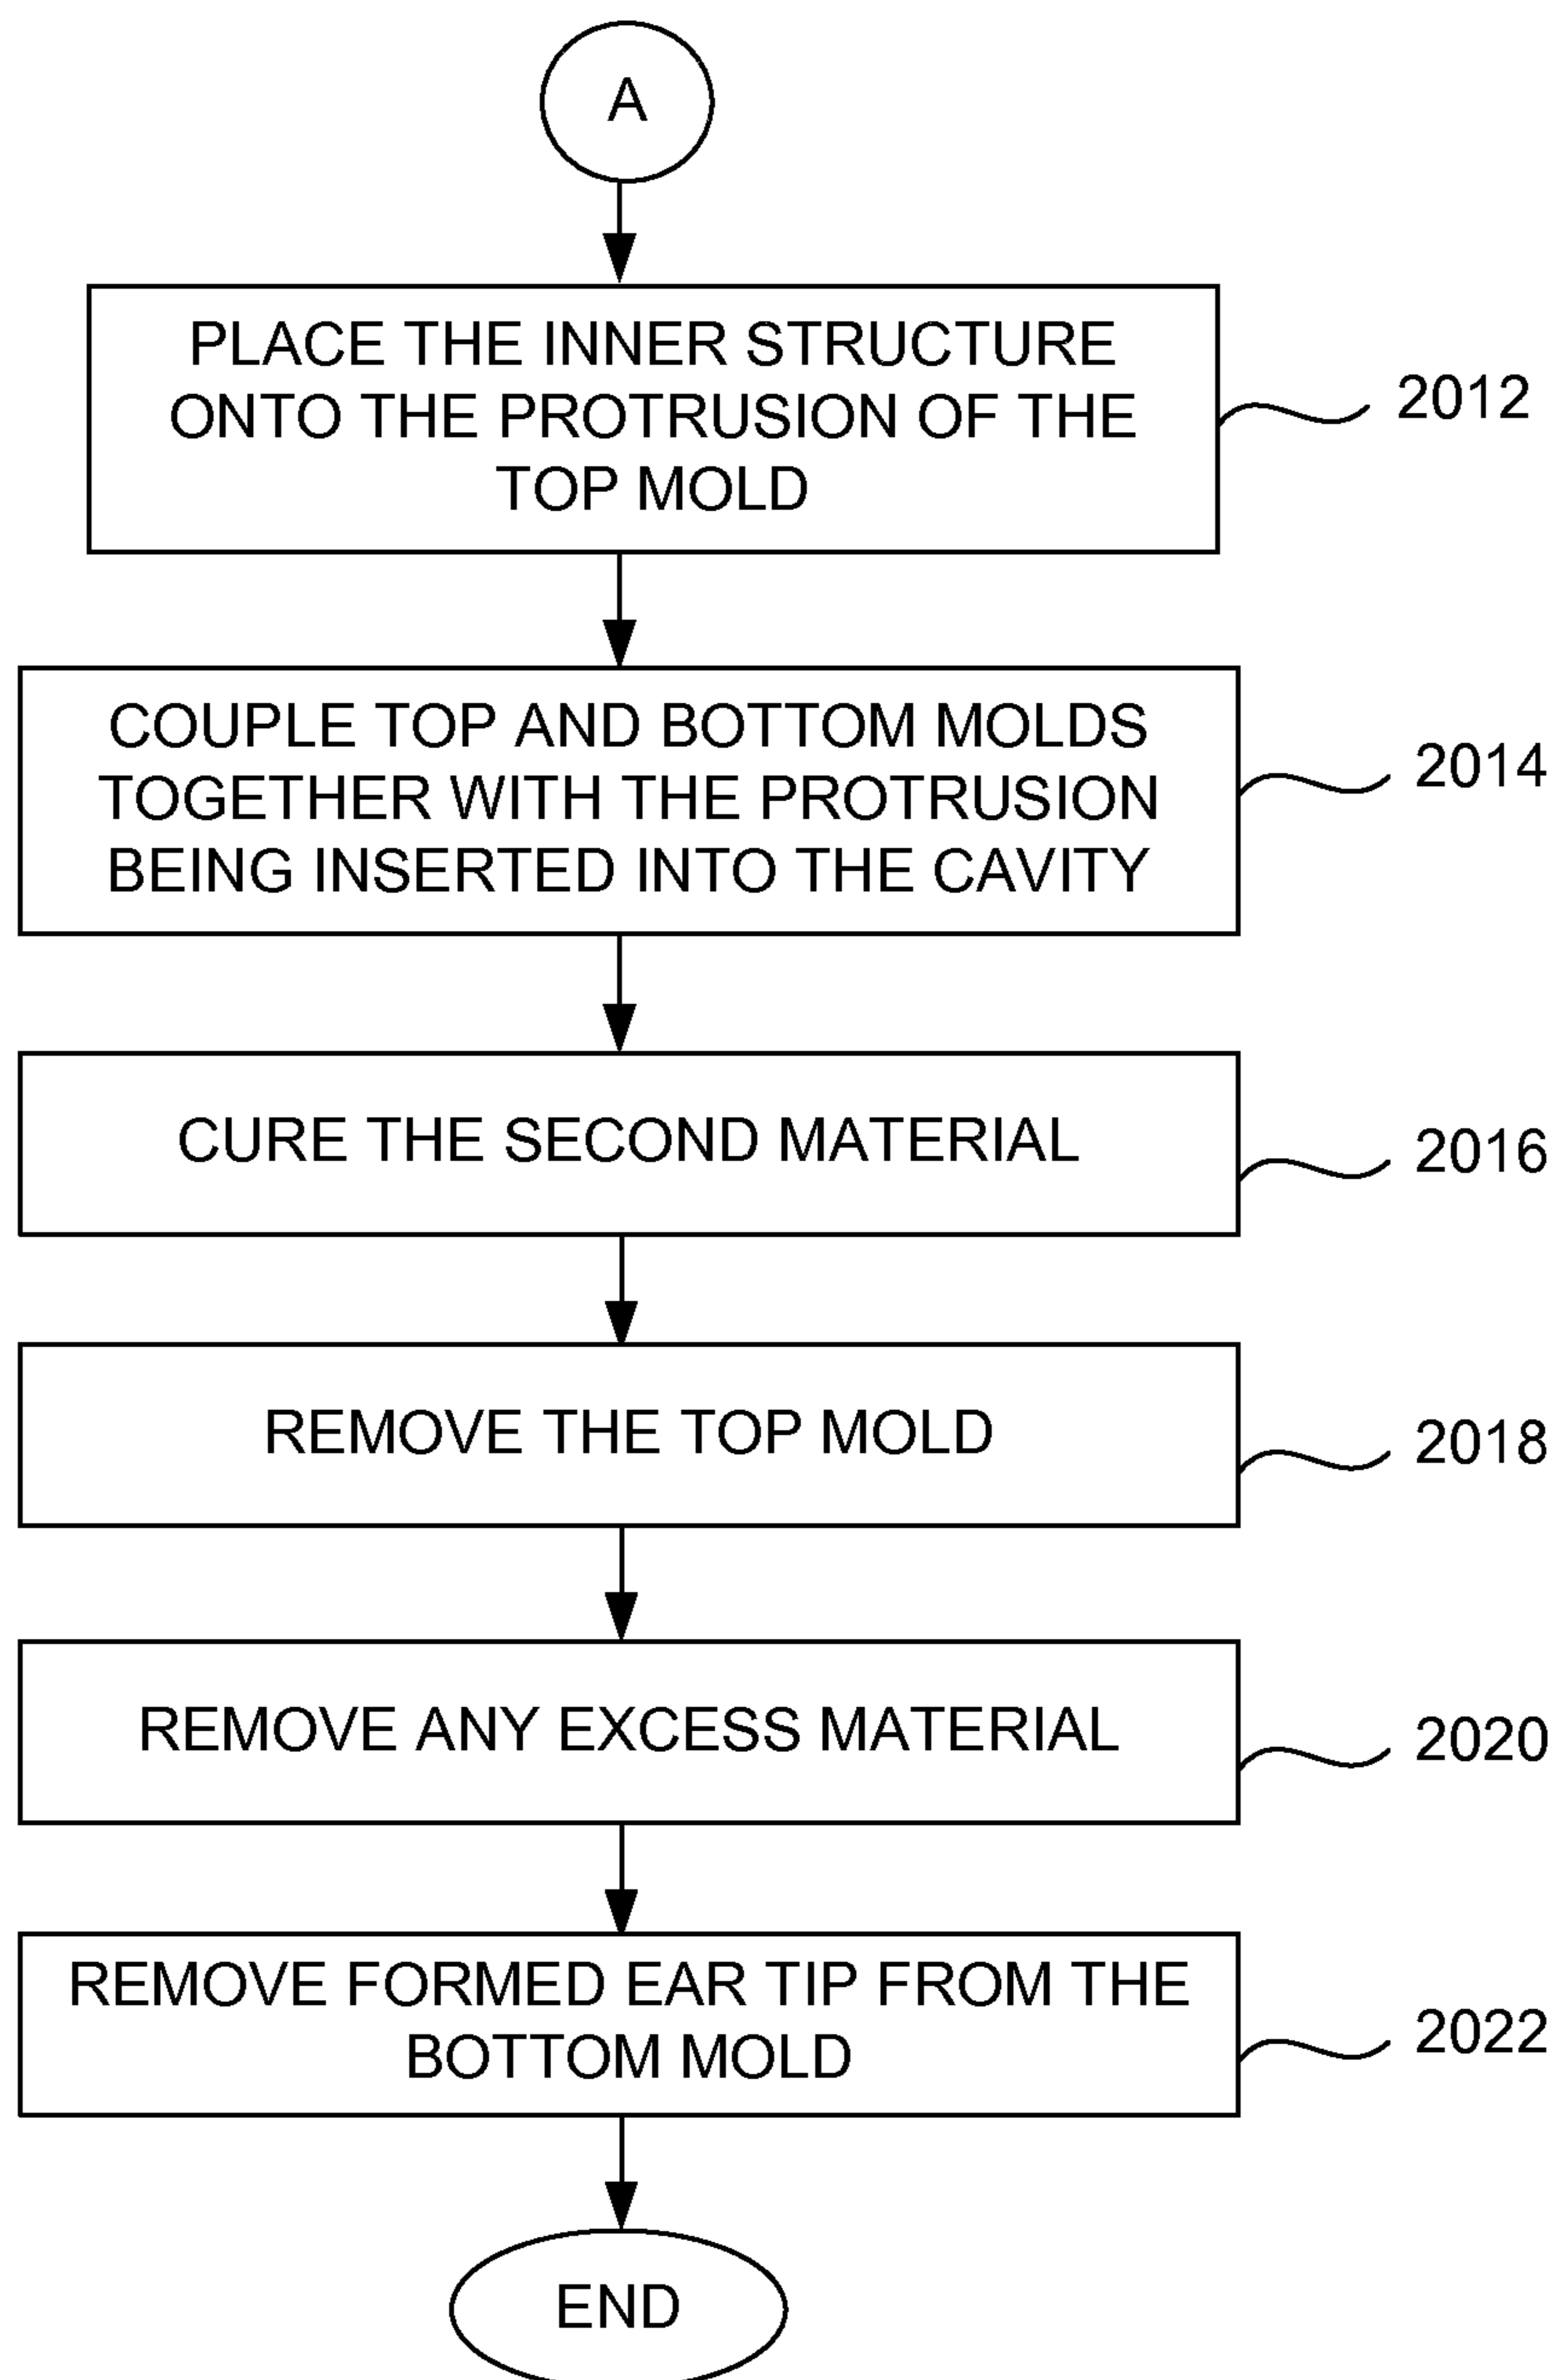 A
PLACE THE INNER STRUCTURE
ONTO THE PROTRUSION OF THE
TOP MOLD
2012
COUPLE TOP AND BOTTOM MOLDS
TOGETHER WITH THE PROTRUSION
BEING INSERTED INTO THE CAVITY
2014
CURE THE SECOND MATERIAL
2016
REMOVE THE TOP MOLD
2018
REMOVE ANY EXCESS MATERIAL
2020
REMOVE FORMED EAR TIP FROM THE
BOTTOM MOLD
2022
END